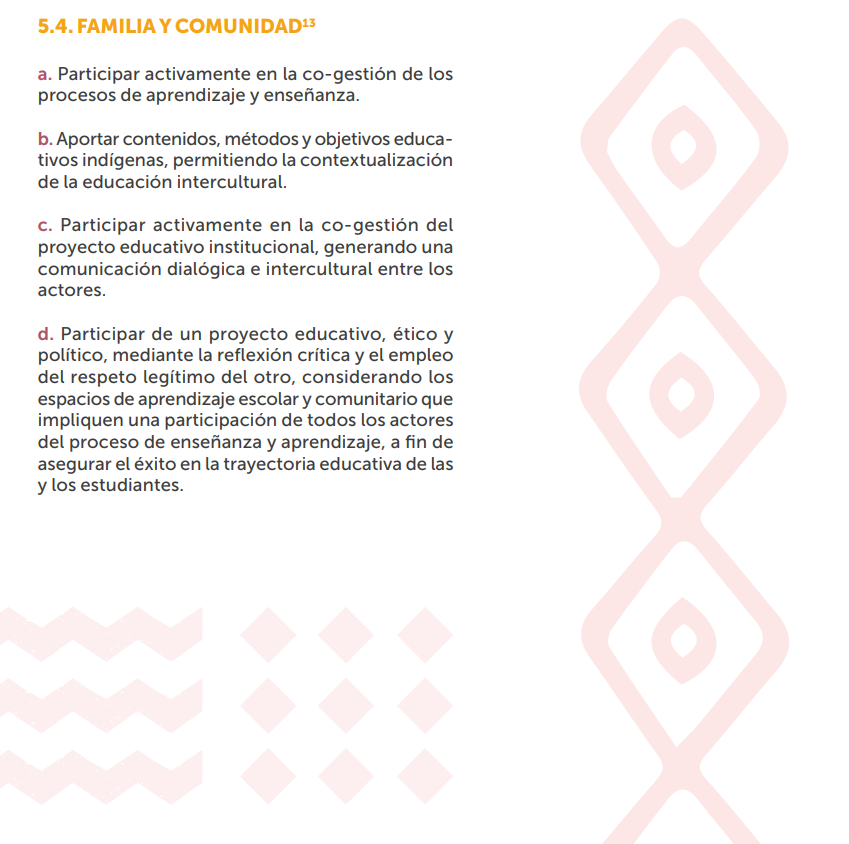 5.4. FAMILIA Y COMUNIDAD¹³
a. Participar activamente en la co-gestión de los
procesos de aprendizaje y enseñanza.
b. Aportar contenidos, métodos y objetivos educa-
tivos indígenas, permitiendo la contextualización
de la educación intercultural.
c. Participar activamente en la co-gestión del
proyecto educativo institucional, generando una
comunicación dialógica e intercultural entre los
actores.
d. Participar de un proyecto educativo, ético y
político, mediante la reflexión crítica y el empleo
del respeto legítimo del otro, considerando los
espacios de aprendizaje escolar y comunitario que
impliquen una participación de todos los actores
del proceso de enseñanza y aprendizaje, a fin de
asegurar el éxito en la trayectoria educativa de las
y los estudiantes.